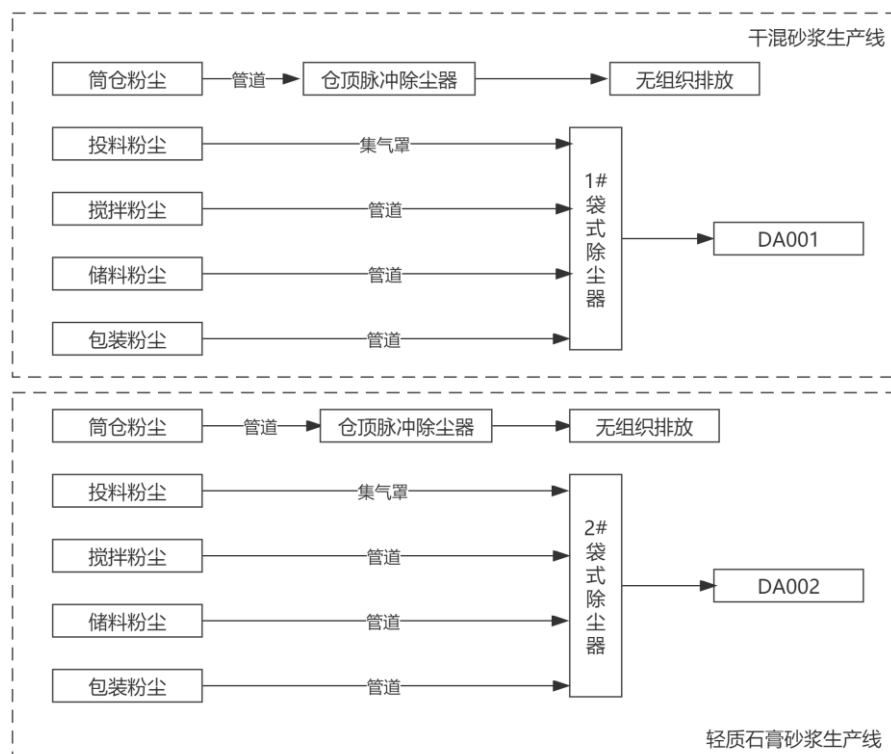 干混砂浆生产线
筒仓粉尘
管道
仓顶脉冲除尘器
无组织排放
投料粉尘
集气罩
搅拌粉尘
管道
储料粉尘
管道
包装粉尘
管道
1#
袋
式
除
尘
器
DA001
筒仓粉尘
管道
仓顶脉冲除尘器
无组织排放
投料粉尘
集气罩
搅拌粉尘
管道
储料粉尘
管道
包装粉尘
管道
2#
袋
式
除
尘
器
DA002
轻质石膏砂浆生产线